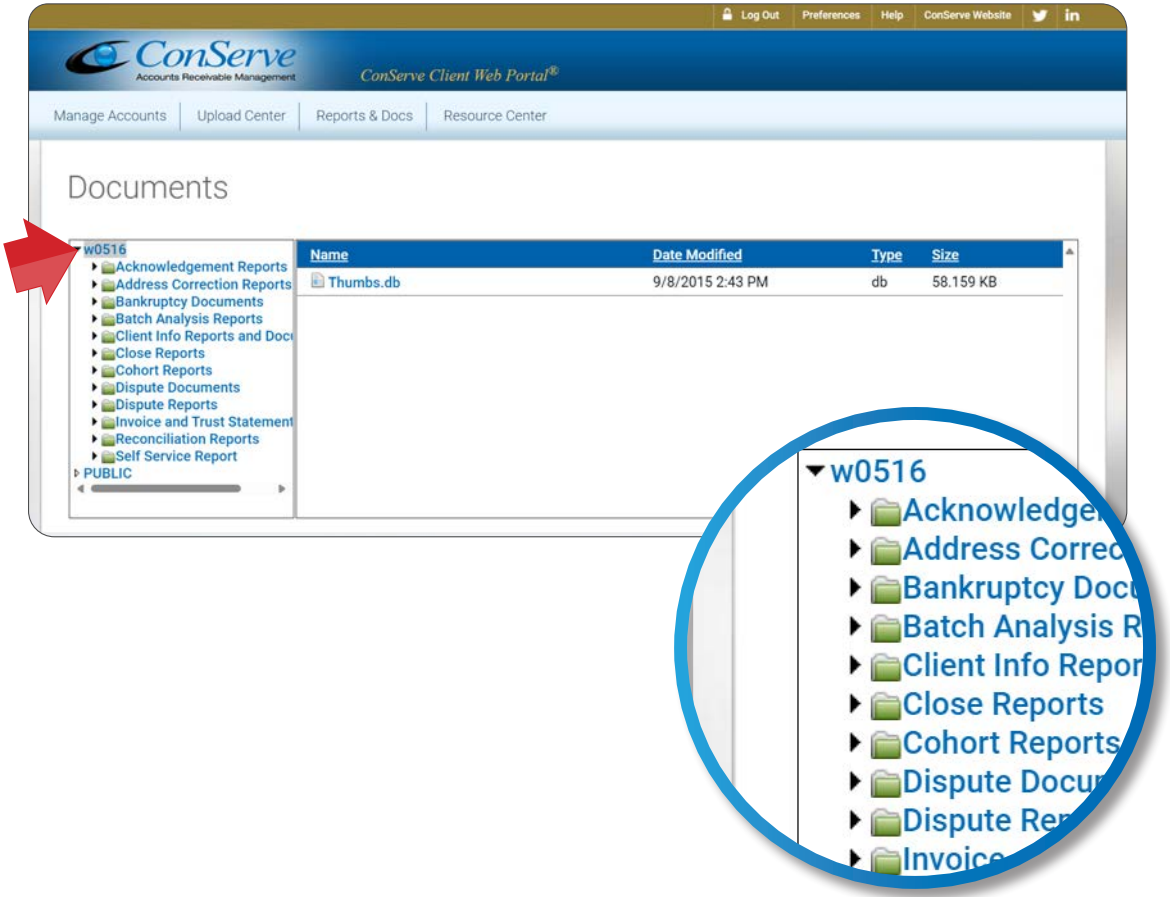 Log Out Preferences Help ConServe Website in
ConServe
Accounts Receivable Management
ConServe Client Web Portal®
Manage Accounts Upload Center Reports & Docs Resource Center
Documents
w0516
Acknowledgement Reports
Address Correction Reports
Bankruptcy Documents
Batch Analysis Reports
Client Info Reports and Docu
Close Reports
Cohort Reports
Dispute Documents
Dispute Reports
Invoice and Trust Statement
Reconciliation Reports
Self Service Report
PUBLIC
Name Date Modified Type Size
Thumbs.db 9/8/2015 2:43 PM db 58.159 KB
w0516
Acknowledge
Address Correc
Bankruptcy Docu
Batch Analysis R
Client Info Repor
Close Reports
Cohort Reports
Dispute Docum
Dispute Rep
Invoice